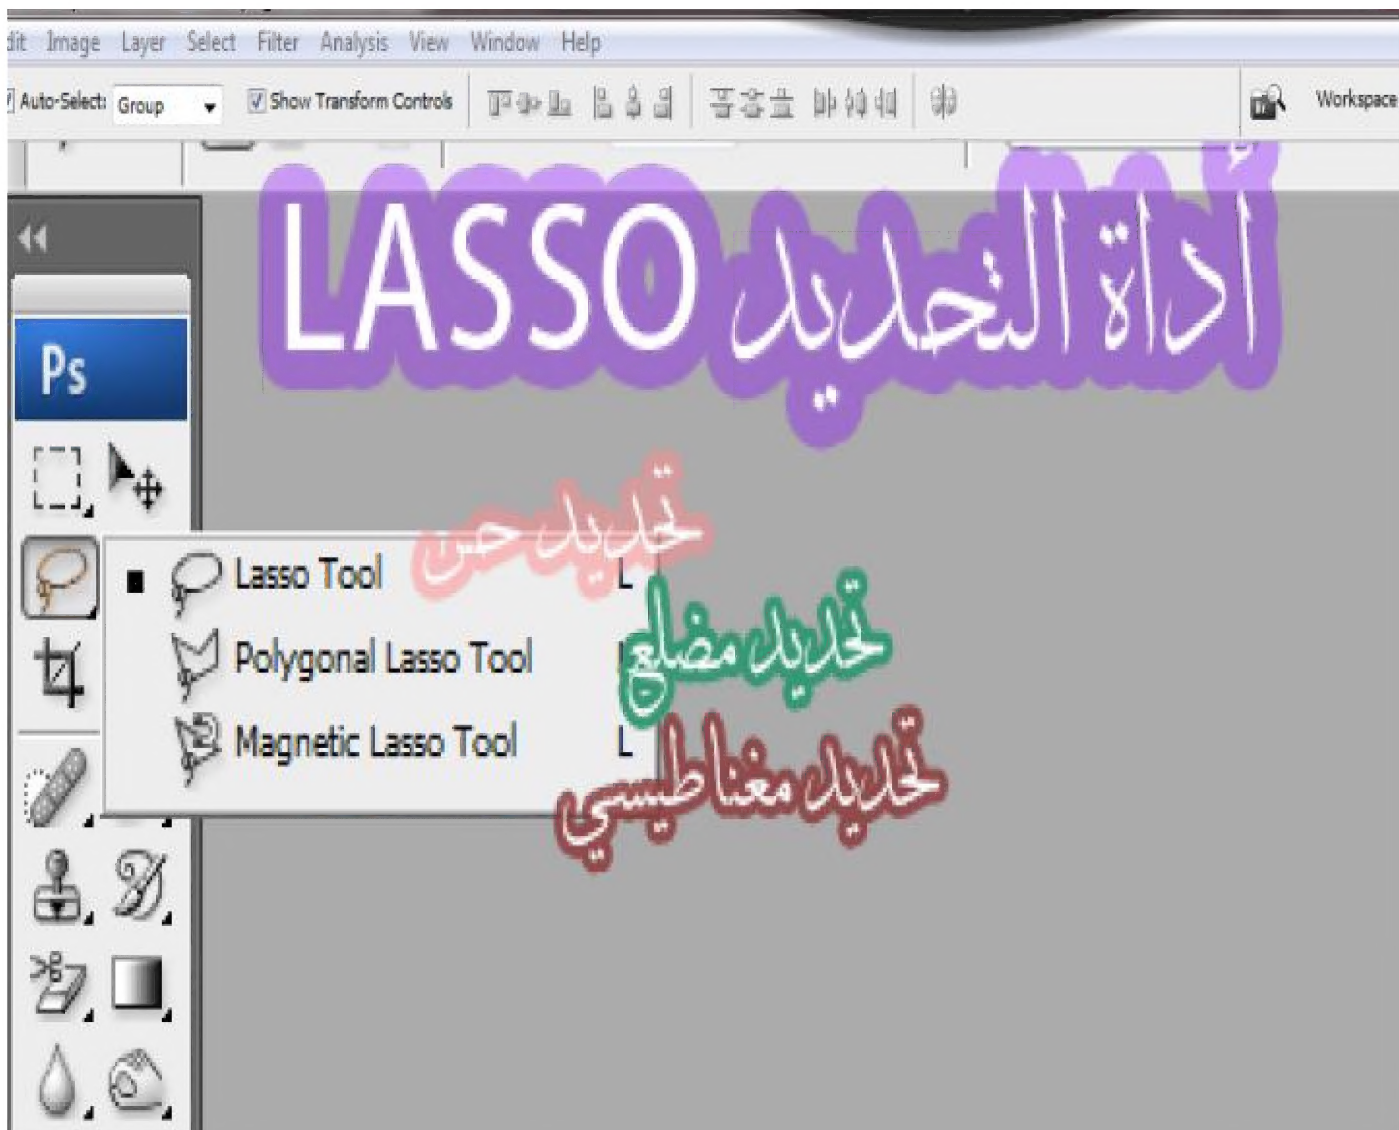 dit Image Layer Select Filter Analysis View Window Help
Auto-Select: Group Show Transform Controls Workspace
أداة التحديد LASSO
Ps
تحديد
Lasso Tool L
تحديد مضلع
Polygonal Lasso Tool
Magnetic Lasso Tool L
تحديد مغناطيسي